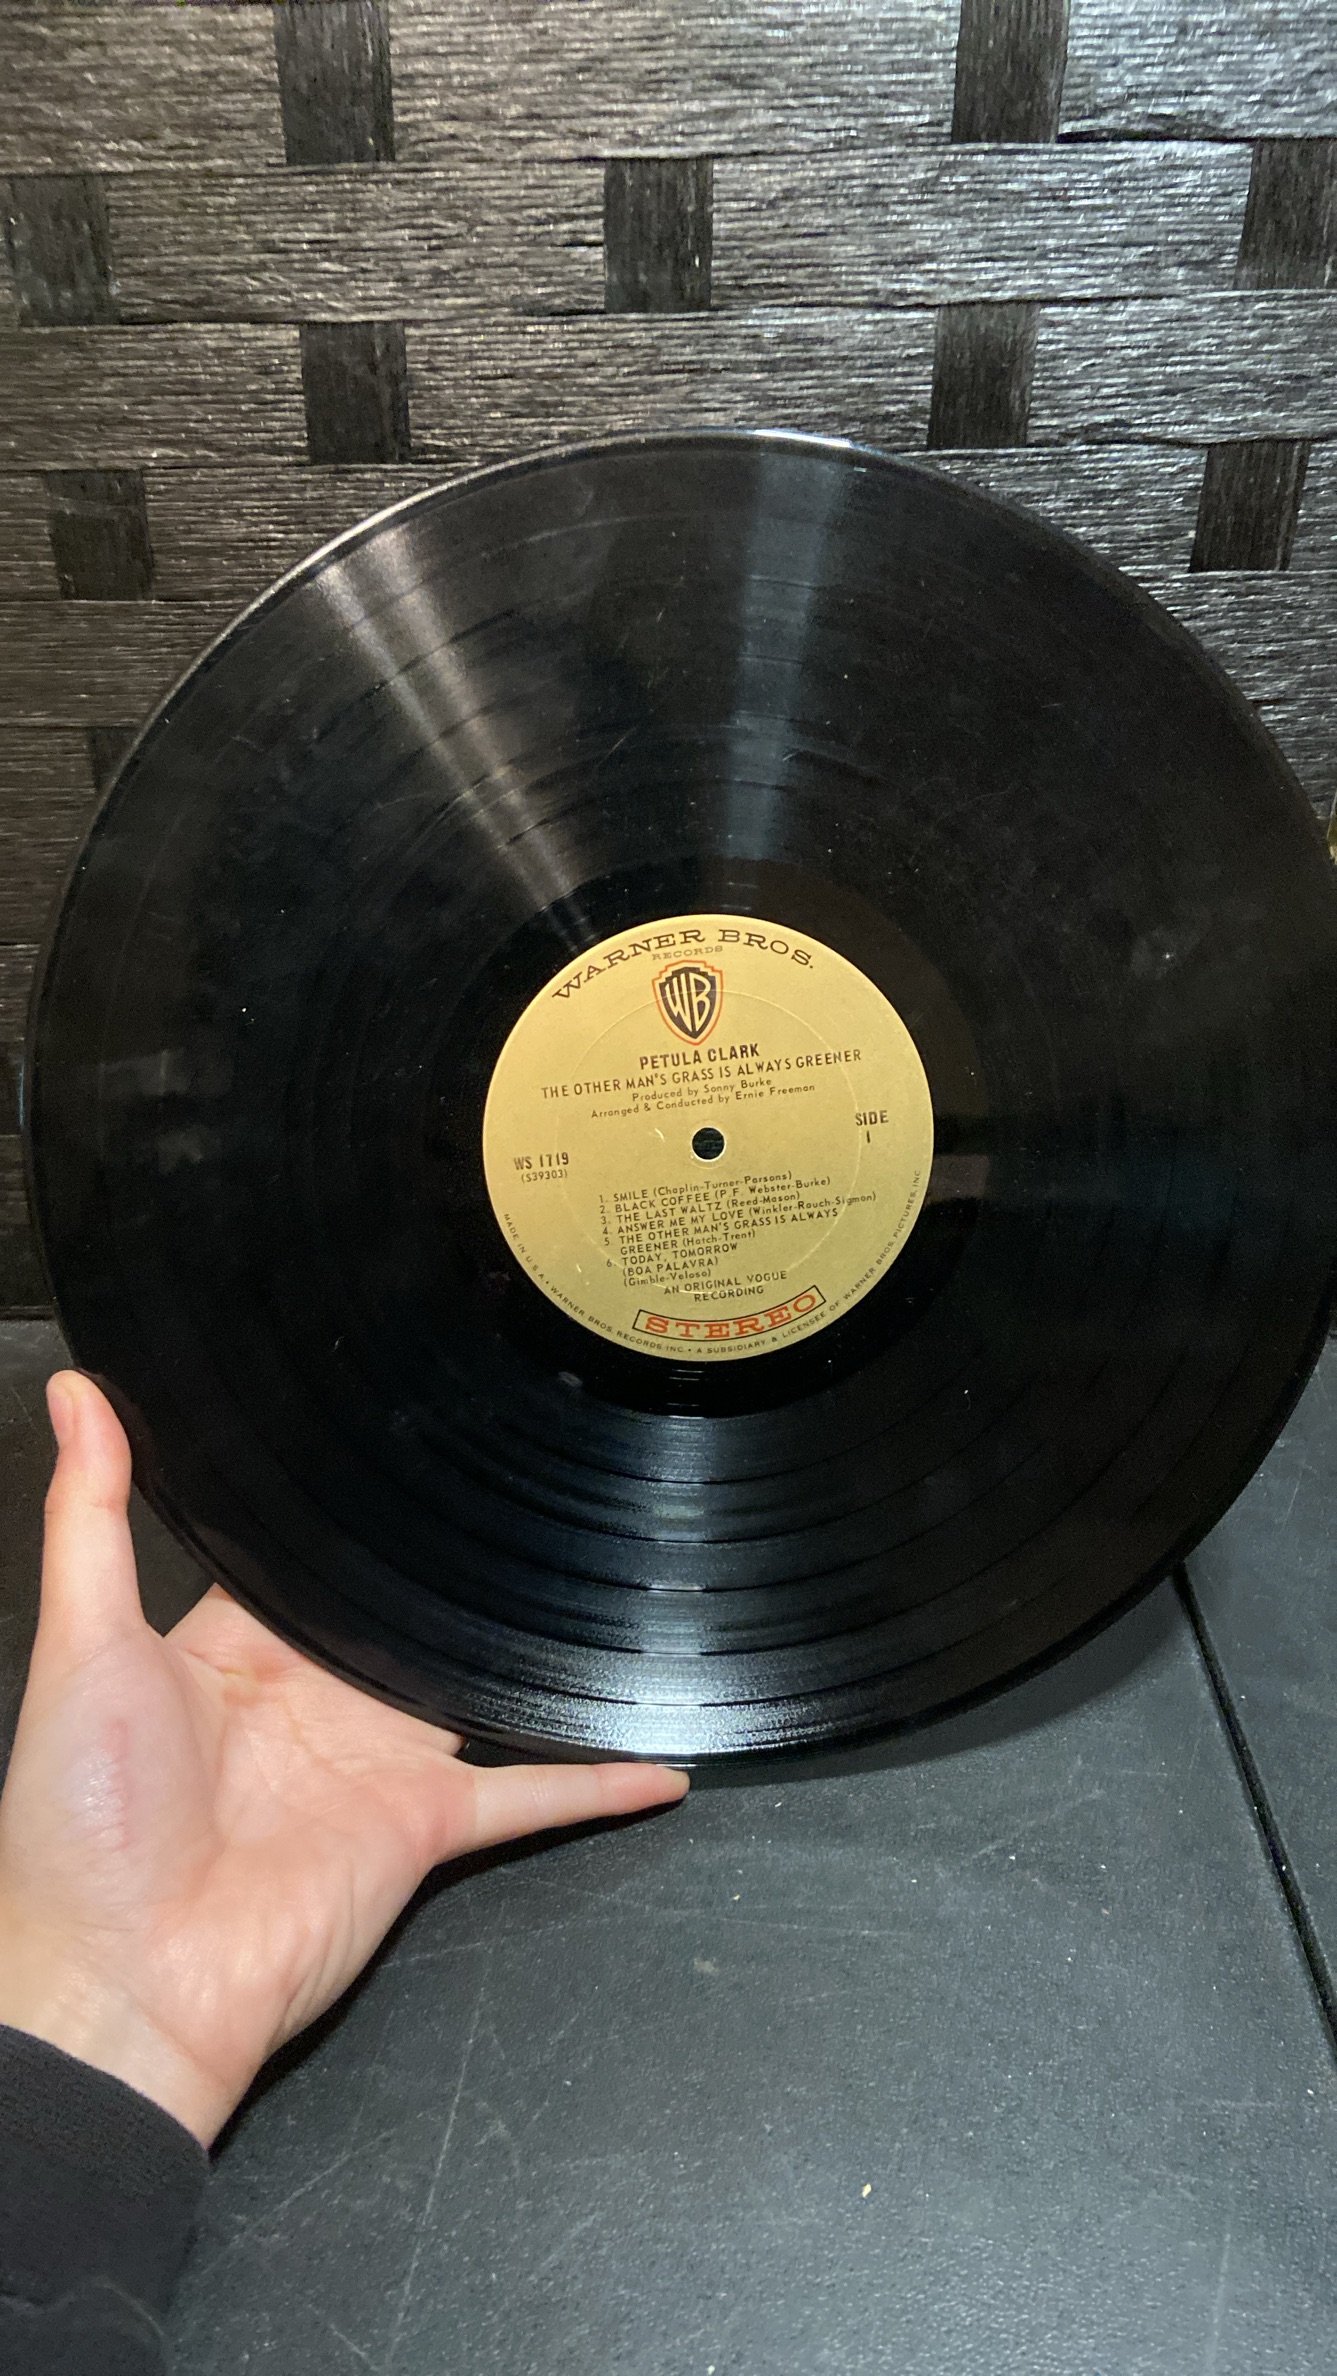 WARNER BROS.
RECORDS
WB
PETULA CLARK
THE OTHER MAN'S GRASS IS ALWAYS GREENER
Produced by Sonny Burke
Arranged & Conducted by Ernie Freeman
SIDE
1
WS 1719
(S39303)
1. SMILE (Chaplin-Turner-Parsons)
2. BLACK COFFEE (P. F. Webster-Burke)
3. THE LAST WALTZ (Reed-Mason)
4. ANSWER ME MY LOVE (Winkler-Rauch-Sigman)
5. THE OTHER MAN'S GRASS IS ALWAYS
GREENER (Hatch-Trent)
6. TODAY, TOMORROW
(BOA PALAVRA)
(Gimble-Veloso)
AN ORIGINAL VOGUE
RECORDING
STEREO
MADE IN U.S.A. • WARNER BROS. RECORDS INC. • A SUBSIDIARY & LICENSEE OF WARNER BROS. PICTURES, INC.